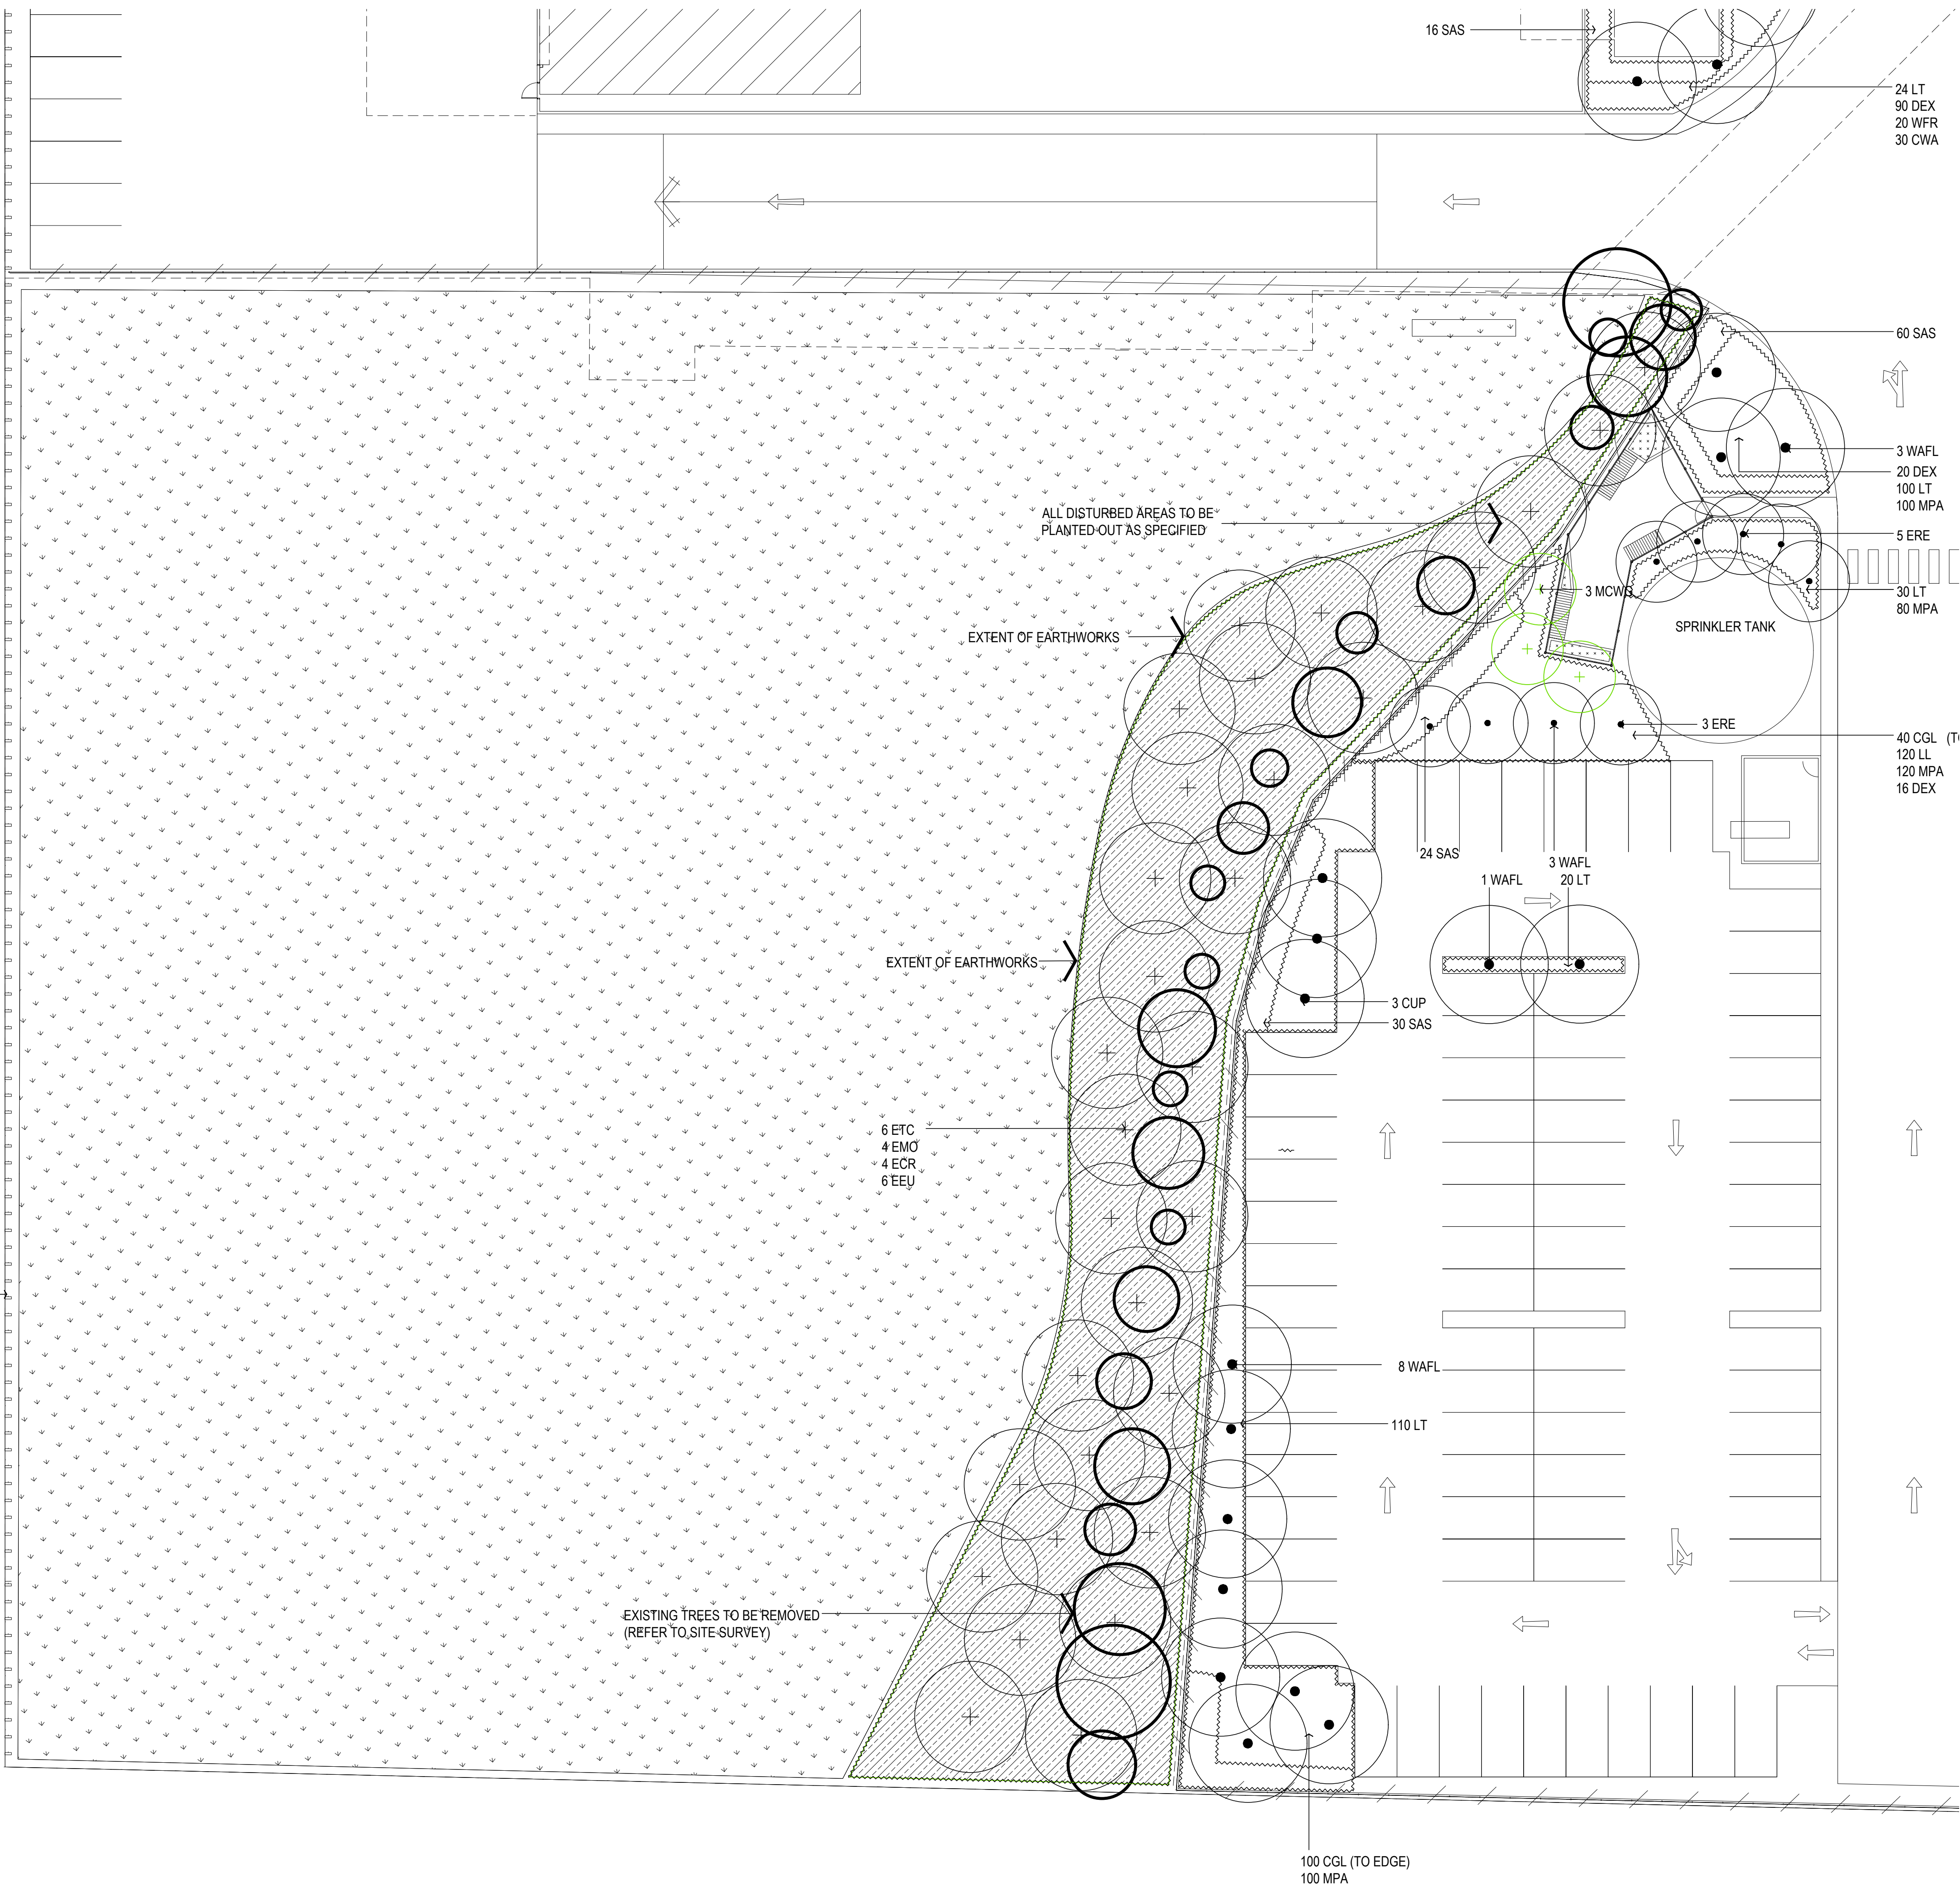 16 SAS
24 LT
90 DEX
20 WFR
30 CWA
60 SAS
3 WAFL
20 DEX
100 LT
100 MPA
ALL DISTURBED AREAS TO BE
PLANTED OUT AS SPECIFIED
5 ERE
3 MCWG
30 LT
80 MPA
SPRINKLER TANK
EXTENT OF EARTHWORKS
3 ERE
40 CGL
120 LL
120 MPA
16 DEX
24 SAS
3 WAFL
20 LT
1 WAFL
EXTENT OF EARTHWORKS
3 CUP
30 SAS
6 ETC
4 EMO
4 ECR
6 EEU
8 WAFL
110 LT
EXISTING TREES TO BE REMOVED
(REFER TO SITE SURVEY)
100 CGL (TO EDGE)
100 MPA